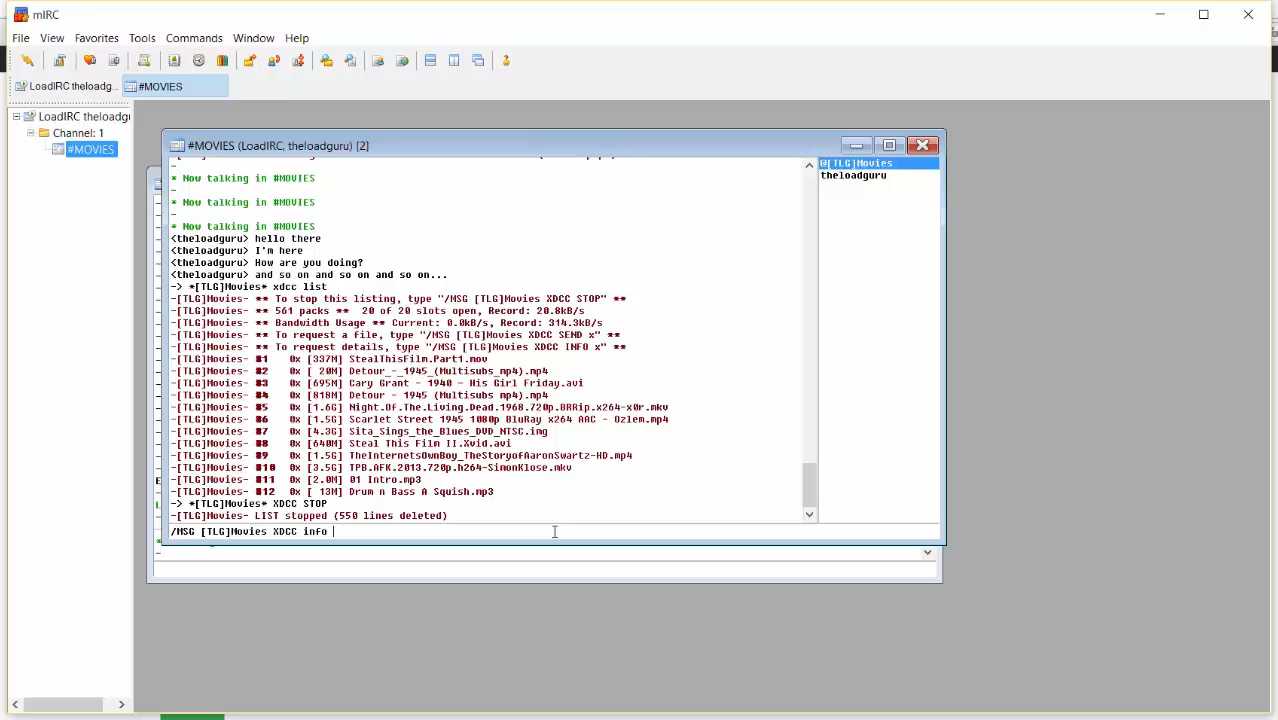 mIRC
File View Favorites Tools Commands Window Help
LoadIRC theloadg... #MOVIES
LoadIRC theloadgu
Channel: 1
#MOVIES
#MOVIES (LoadIRC, theloadguru) [2]
@[TLG]Movies
theloadguru
-
* Now talking in #MOVIES
-
* Now talking in #MOVIES
-
* Now talking in #MOVIES
<theloadguru> hello there
<theloadguru> I'm here
<theloadguru> How are you doing?
<theloadguru> and so on and so on and so on...
-> *[TLG]Movies* xdcc list
-[TLG]Movies- ** To stop this listing, type "/MSG [TLG]Movies XDCC STOP" **
-[TLG]Movies- ** 561 packs ** 20 of 20 slots open, Record: 20.8kB/s
-[TLG]Movies- ** Bandwidth Usage ** Current: 0.0kB/s, Record: 314.3kB/s
-[TLG]Movies- ** To request a file, type "/MSG [TLG]Movies XDCC SEND x" **
-[TLG]Movies- ** To request details, type "/MSG [TLG]Movies XDCC INFO x" **
-[TLG]Movies- #1 0x [337M] StealThisFilm.Part1.mov
-[TLG]Movies- #2 0x [ 20M] Detour_-_1945_(Multisubs_mp4).mp4
-[TLG]Movies- #3 0x [695M] Cary Grant - 1940 - His Girl Friday.avi
-[TLG]Movies- #4 0x [818M] Detour - 1945 (Multisubs mp4).mp4
-[TLG]Movies- #5 0x [1.6G] Night.Of.The.Living.Dead.1968.720p.BRRip.x264-x0r.mkv
-[TLG]Movies- #6 0x [1.5G] Scarlet Street 1945 1080p BluRay x264 AAC - Ozlem.mp4
-[TLG]Movies- #7 0x [4.3G] Sita_Sings_the_Blues_DVD_NTSC.img
-[TLG]Movies- #8 0x [640M] Steal This Film II.Xvid.avi
-[TLG]Movies- #9 0x [1.5G] TheInternetsOwnBoy_TheStoryofAaronSwartz-HD.mp4
-[TLG]Movies- #10 0x [3.5G] TPB.AFK.2013.720p.h264-SimonKlose.mkv
-[TLG]Movies- #11 0x [2.0M] 01 Intro.mp3
-[TLG]Movies- #12 0x [ 13M] Drum n Bass A Squish.mp3
-> *[TLG]Movies* XDCC STOP
-[TLG]Movies- LIST stopped (550 lines deleted)
/MSG [TLG]Movies XDCC info